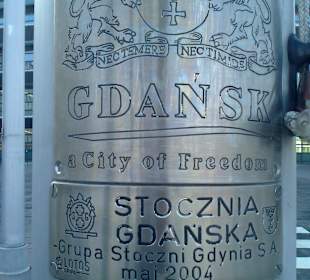 NEC TEMERE NEC TIMIDE
GDAŃSK
a City of Freedom
STOCZNIA
GDAŃSKA
-Grupa Stoczni Gdynia S.A.
LOTOS
maj 2004